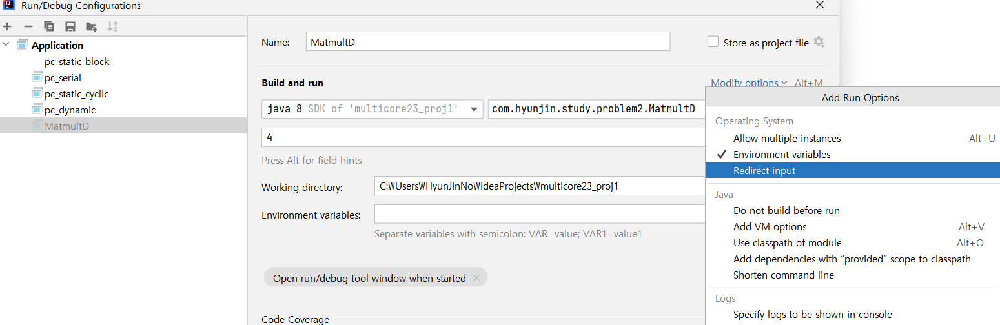 Run/Debug Configurations
Application
pc_static_block
pc_serial
pc_static_cyclic
pc_dynamic
MatmultD
Name: MatmultD Store as project file
Build and run Modify options Alt+M
java 8 SDK of 'multicore23_proj1' com.hyunjin.study.problem2.MatmultD
4
Press Alt for field hints
Working directory: C:₩Users₩HyunJinNo₩IdeaProjects₩multicore23_proj1
Environment variables:
Separate variables with semicolon: VAR=value; VAR1=value1
Open run/debug tool window when started
Code Coverage
Add Run Options
Operating System
Allow multiple instances Alt+U
Environment variables
Redirect input
Java
Do not build before run
Add VM options Alt+V
Use classpath of module Alt+O
Add dependencies with “provided” scope to classpath
Shorten command line
Logs
Specify logs to be shown in console